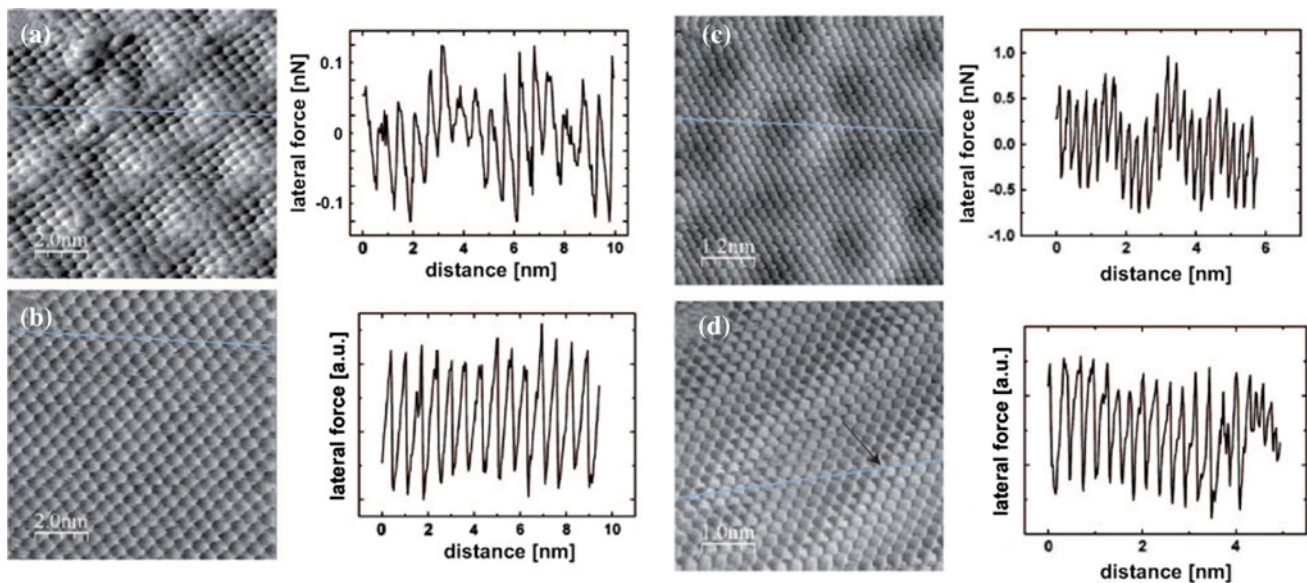 (a)
2.0nm
lateral force [nN]
0.1
0
-0.1
0 2 4 6 8 10
distance [nm]
(b)
2.0nm
lateral force [a.u.]
0 2 4 6 8 10
distance [nm]
(c)
1.2nm
lateral force [nN]
1.0
0.5
0.0
-0.5
-1.0
0 2 4 6
distance [nm]
(d)
1.0nm
lateral force [a.u.]
0 2 4
distance [nm]